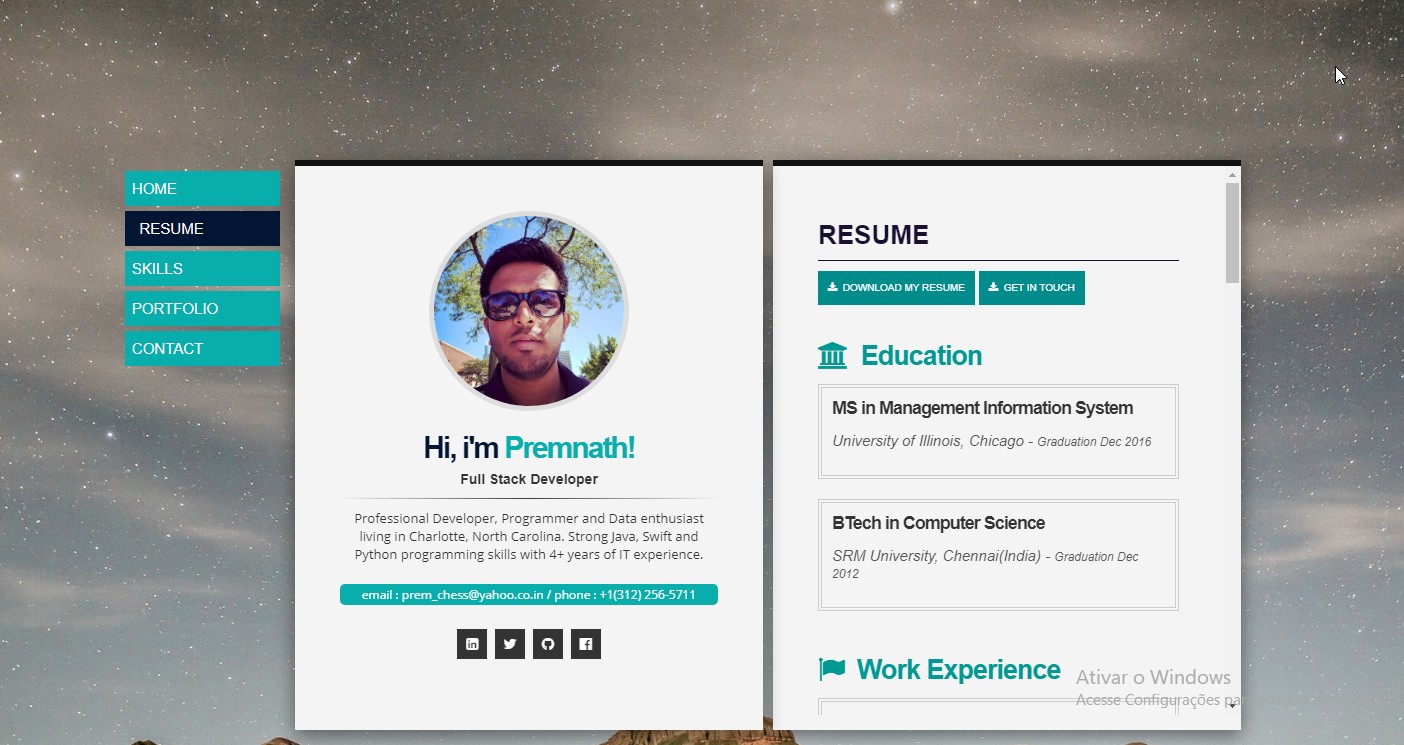 HOME
RESUME
SKILLS
PORTFOLIO
CONTACT
Hi, i'm Premnath!
Full Stack Developer
Professional Developer, Programmer and Data enthusiast
living in Charlotte, North Carolina. Strong Java, Swift and
Python programming skills with 4+ years of IT experience.
email : prem_chess@yahoo.co.in / phone : +1(312) 256-5711
RESUME
DOWNLOAD MY RESUME
GET IN TOUCH
Education
MS in Management Information System
University of Illinois, Chicago - Graduation Dec 2016
BTech in Computer Science
SRM University, Chennai(India) - Graduation Dec
2012
Work Experience
Ativar o Windows
Acesse Configurações